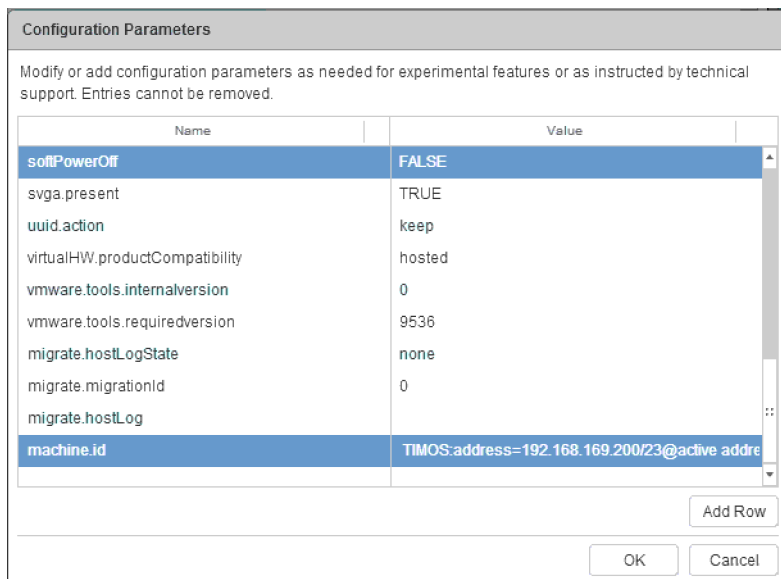 Configuration Parameters
Modify or add configuration parameters as needed for experimental features or as instructed by technical
support. Entries cannot be removed.
Name Value
softPowerOff FALSE
svga.present TRUE
uuid.action keep
virtualHW.productCompatibility hosted
vmware.tools.internalversion 0
vmware.tools.requiredversion 9536
migrate.hostLogState none
migrate.migrationId 0
migrate.hostLog
machine.id TIMOS:address=192.168.169.200/23@active addre
Add Row
OK Cancel